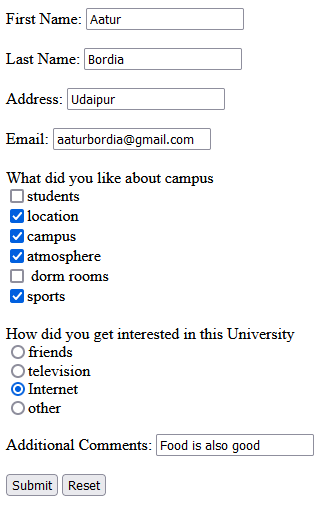 First Name: Aatur
Last Name: Bordia
Address: Udaipur
Email: aaturbordia@gmail.com
What did you like about campus
students
location
campus
atmosphere
dorm rooms
sports
How did you get interested in this University
friends
television
Internet
other
Additional Comments: Food is also good
Submit Reset